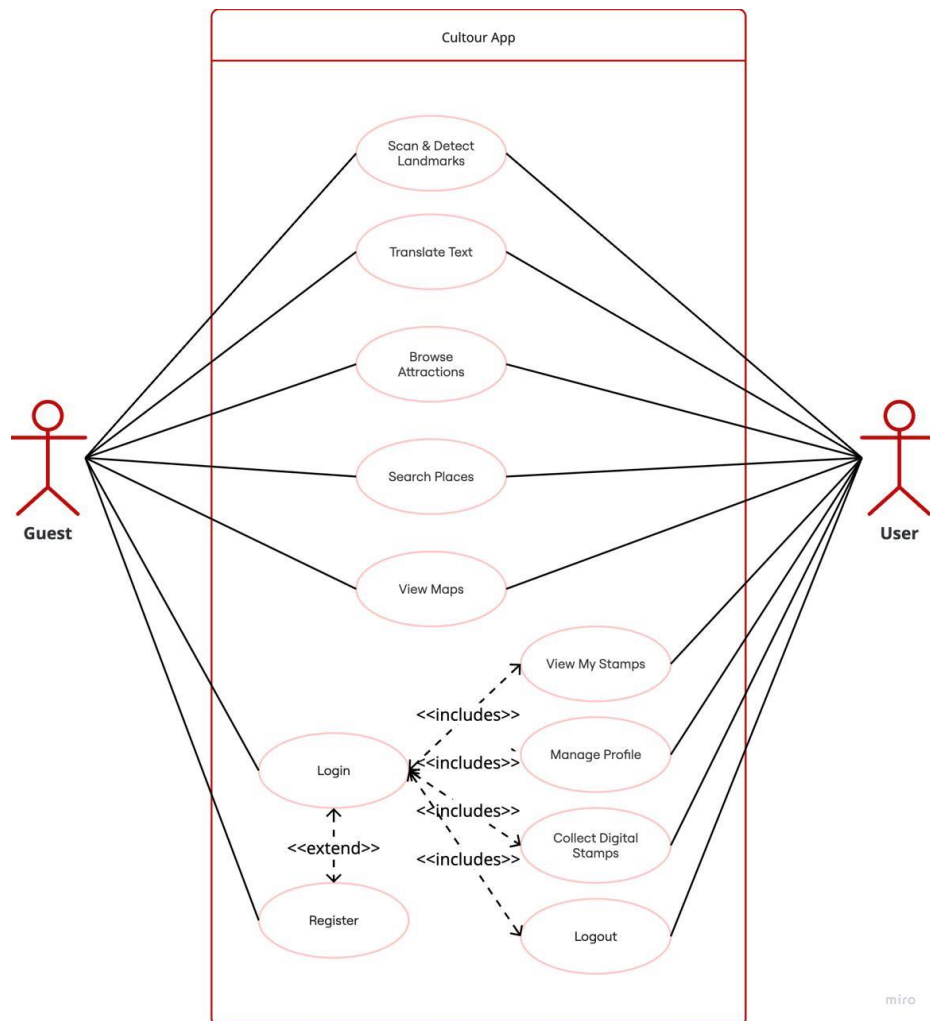 Cultour App
Scan & Detect
Landmarks
Translate Text
Browse
Attractions
Search Places
View Maps
Guest
User
View My Stamps
<<includes>>
Manage Profile
<<includes>>
Login
<<includes>>
Collect Digital
Stamps
<<extend>>
<<includes>>
Register
Logout
miro